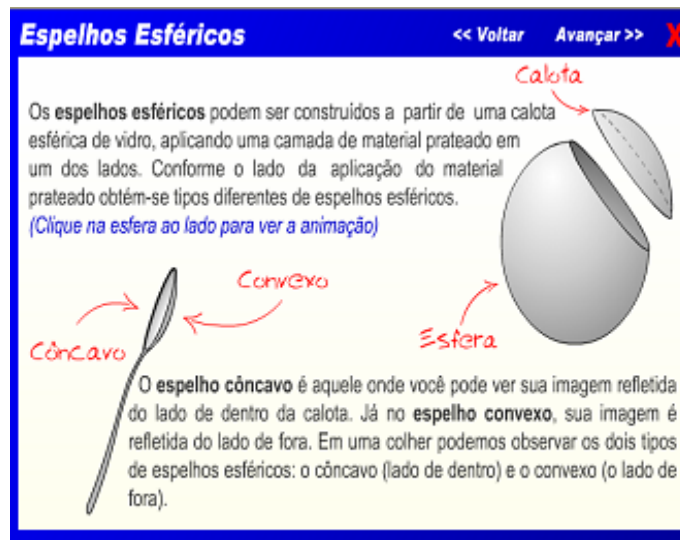 Espelhos Esféricos << Voltar Avançar >> X
Calota
Os espelhos esféricos podem ser construídos a partir de uma calota
esférica de vidro, aplicando uma camada de material prateado em
um dos lados. Conforme o lado da aplicação do material
prateado obtém-se tipos diferentes de espelhos esféricos.
(Clique na esfera ao lado para ver a animação)
Convexo
Côncavo
Esfera
O espelho côncavo é aquele onde você pode ver sua imagem refletida
do lado de dentro da calota. Já no espelho convexo, sua imagem é
refletida do lado de fora. Em uma colher podemos observar os dois tipos
de espelhos esféricos: o côncavo (lado de dentro) e o convexo (o lado de
fora).